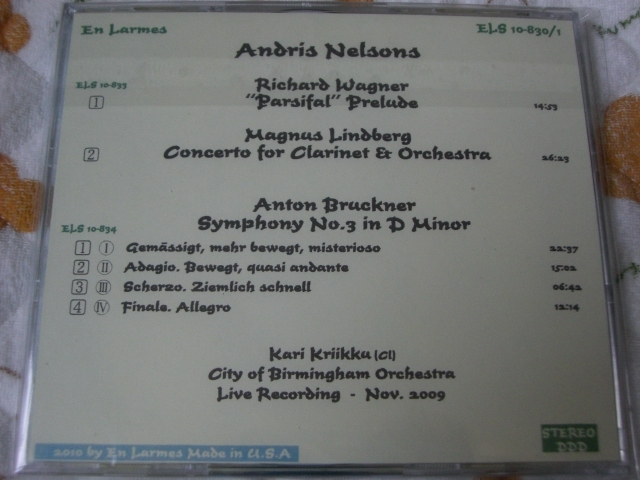 En Larmes
ELS 10-830/1
Andris Nelsons
ELS 10-833
Richard Wagner
1 "Parsifal" Prelude 14:53
Magnus Lindberg
2 Concerto for Clarinet & Orchestra 26:23
Anton Bruckner
ELS 10-834
Symphony No.3 in D Minor
1 I Gemässigt, mehr bewegt, misterioso 22:37
2 II Adagio. Bewegt, quasi andante 15:02
3 III Scherzo. Ziemlich schnell 06:42
4 IV Finale. Allegro 12:14
Kari Kriikku (Cl)
City of Birmingham Orchestra
Live Recording - Nov. 2009
STEREO
DDD
2010 by En Larmes Made in U.S.A